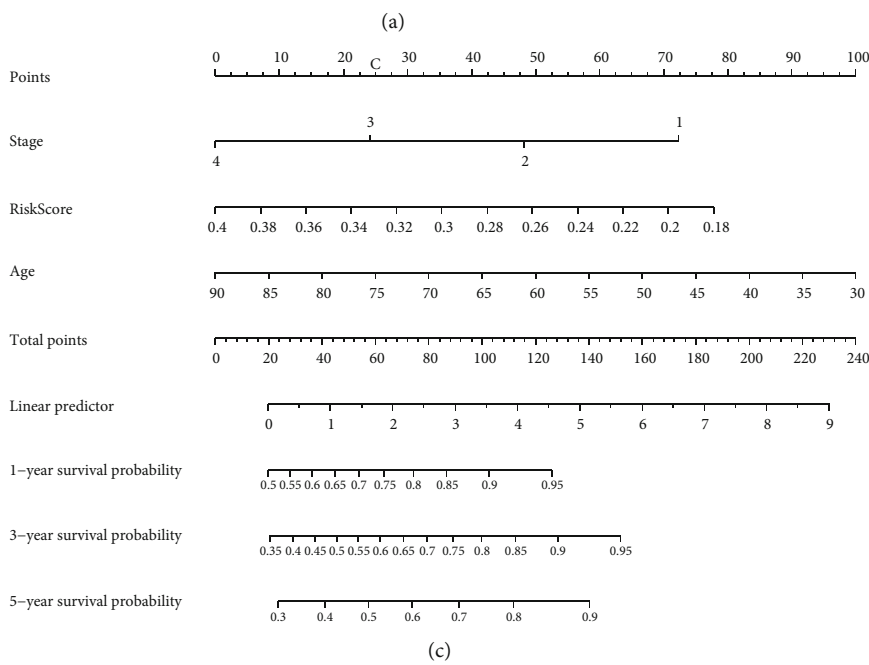 (a)
0 10 20 30 40 50 60 70 80 90 100
C
Points
3 1
Stage
4 2
RiskScore
0.4 0.38 0.36 0.34 0.32 0.3 0.28 0.26 0.24 0.22 0.2 0.18
Age
90 85 80 75 70 65 60 55 50 45 40 35 30
Total points
0 20 40 60 80 100 120 140 160 180 200 220 240
Linear predictor
0 1 2 3 4 5 6 7 8 9
1−year survival probability
0.5 0.55 0.6 0.65 0.7 0.75 0.8 0.85 0.9 0.95
3−year survival probability
0.35 0.4 0.45 0.5 0.55 0.6 0.65 0.7 0.75 0.8 0.85 0.9 0.95
5−year survival probability
0.3 0.4 0.5 0.6 0.7 0.8 0.9
(c)